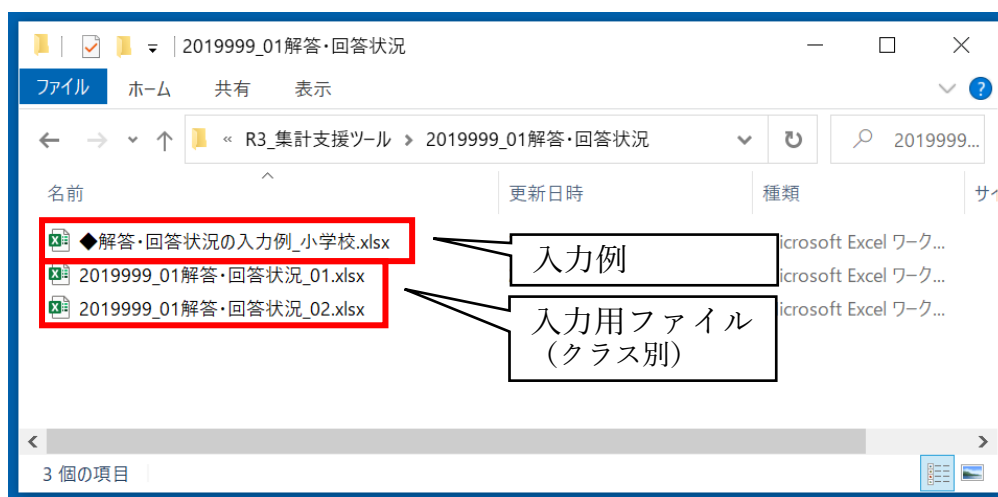 2019999_01解答・回答状況
ファイル ホーム 共有 表示
« R3_集計支援ツール › 2019999_01解答・回答状況 2019999...
名前 更新日時 種類 サイ
◆解答・回答状況の入力例_小学校.xlsx icrosoft Excel ワーク...
2019999_01解答・回答状況_01.xlsx icrosoft Excel ワーク...
2019999_01解答・回答状況_02.xlsx icrosoft Excel ワーク...
入力例
入力用ファイル
（クラス別）
3 個の項目